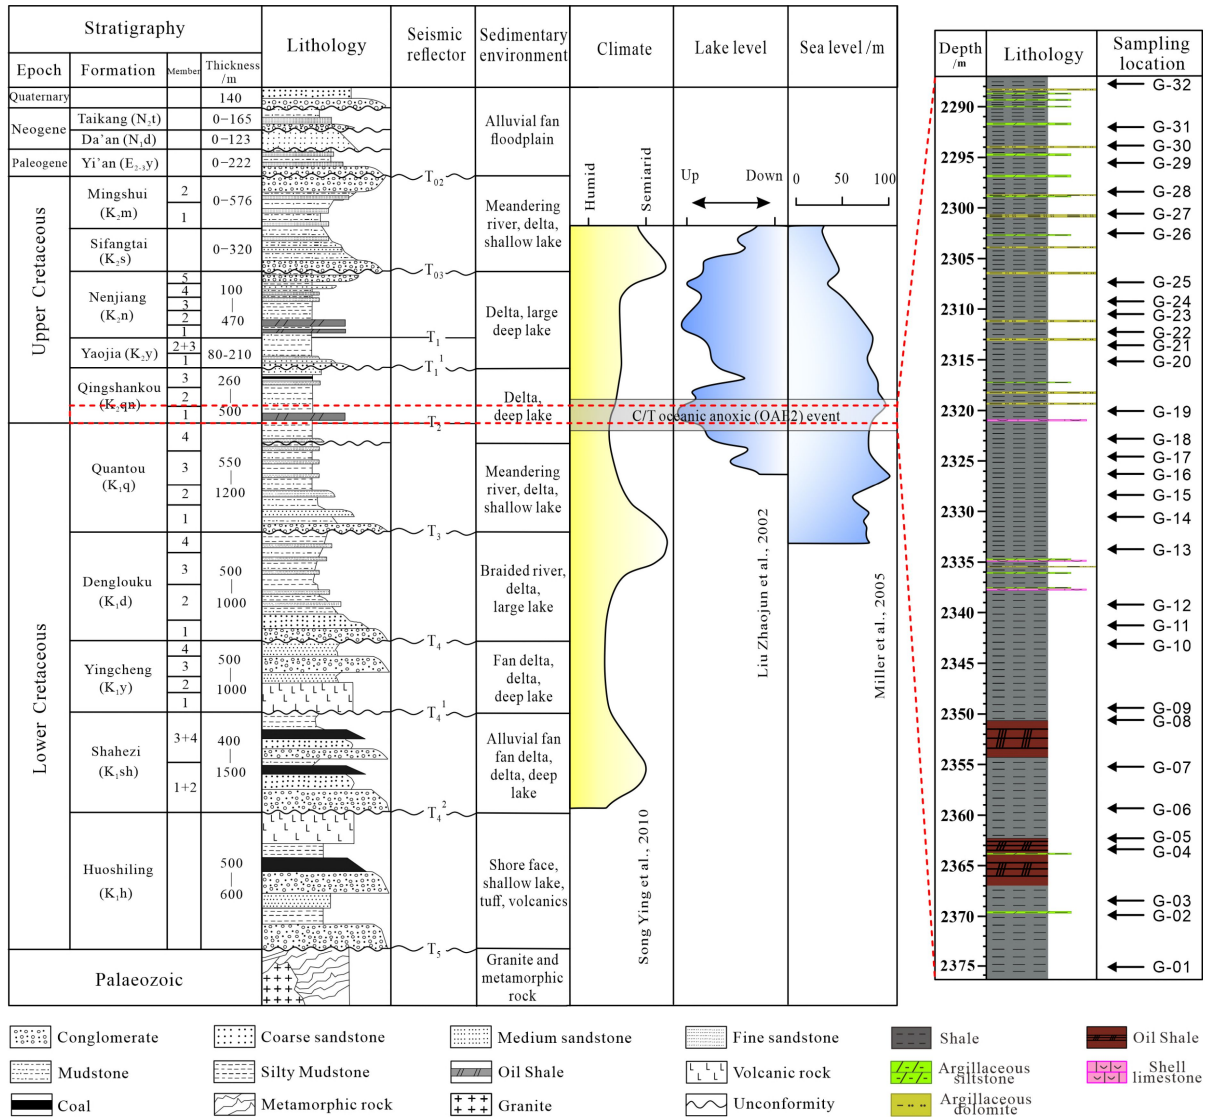 Stratigraphy
Epoch
Formation
Member
Thickness
/m
Lithology
Seismic
reflector
Sedimentary
environment
Climate
Lake level
Sea level /m
Quaternary
140
Neogene
Taikang (N₂t)
0−165
Da'an (N₁d)
0−123
Paleogene
Yi'an (E₂₋₃y)
0−222
Alluvial fan
floodplain
Upper Cretaceous
Mingshui
(K₂m)
2
1
0−576
T₀₂
Sifangtai
(K₂s)
0−320
T₀₃
Meandering
river, delta,
shallow lake
Nenjiang
(K₂n)
5
4
3
2
1
100
470
T₁
Yaojia (K₂y)
2+3
1
80-210
T₁¹
Delta, large
deep lake
Qingshankou
(K₂qn)
3
2
1
260
500
T₂
Delta,
deep lake
C/T oceanic anoxic (OAE2) event
Lower Cretaceous
Quantou
(K₁q)
4
3
2
1
550
1200
T₃
Meandering
river, delta,
shallow lake
Denglouku
(K₁d)
4
3
2
1
500
1000
T₄
Braided river,
delta,
large lake
Yingcheng
(K₁y)
4
3
2
1
500
1000
T₄¹
Fan delta,
delta,
deep lake
Shahezi
(K₁sh)
3+4
1+2
400
1500
T₄²
Alluvial fan
fan delta,
delta, deep
lake
Huoshiling
(K₁h)
500
600
T₅
Shore face,
shallow lake,
tuff, volcanics
Palaeozoic
Granite and
metamorphic
rock
Humid
Semiarid
Up
Down
0
50
100
Song Ying et al., 2010
Liu Zhaojun et al., 2002
Miller et al., 2005
Depth
/m
Lithology
Sampling
location
2290
2295
2300
2305
2310
2315
2320
2325
2330
2335
2340
2345
2350
2355
2360
2365
2370
2375
G-32
G-31
G-30
G-29
G-28
G-27
G-26
G-25
G-24
G-23
G-22
G-21
G-20
G-19
G-18
G-17
G-16
G-15
G-14
G-13
G-12
G-11
G-10
G-09
G-08
G-07
G-06
G-05
G-04
G-03
G-02
G-01
Conglomerate
Coarse sandstone
Medium sandstone
Fine sandstone
Shale
Oil Shale
Mudstone
Silty Mudstone
Oil Shale
Volcanic rock
Argillaceous
siltstone
Shell
limestone
Coal
Metamorphic rock
Granite
Unconformity
Argillaceous
dolomite